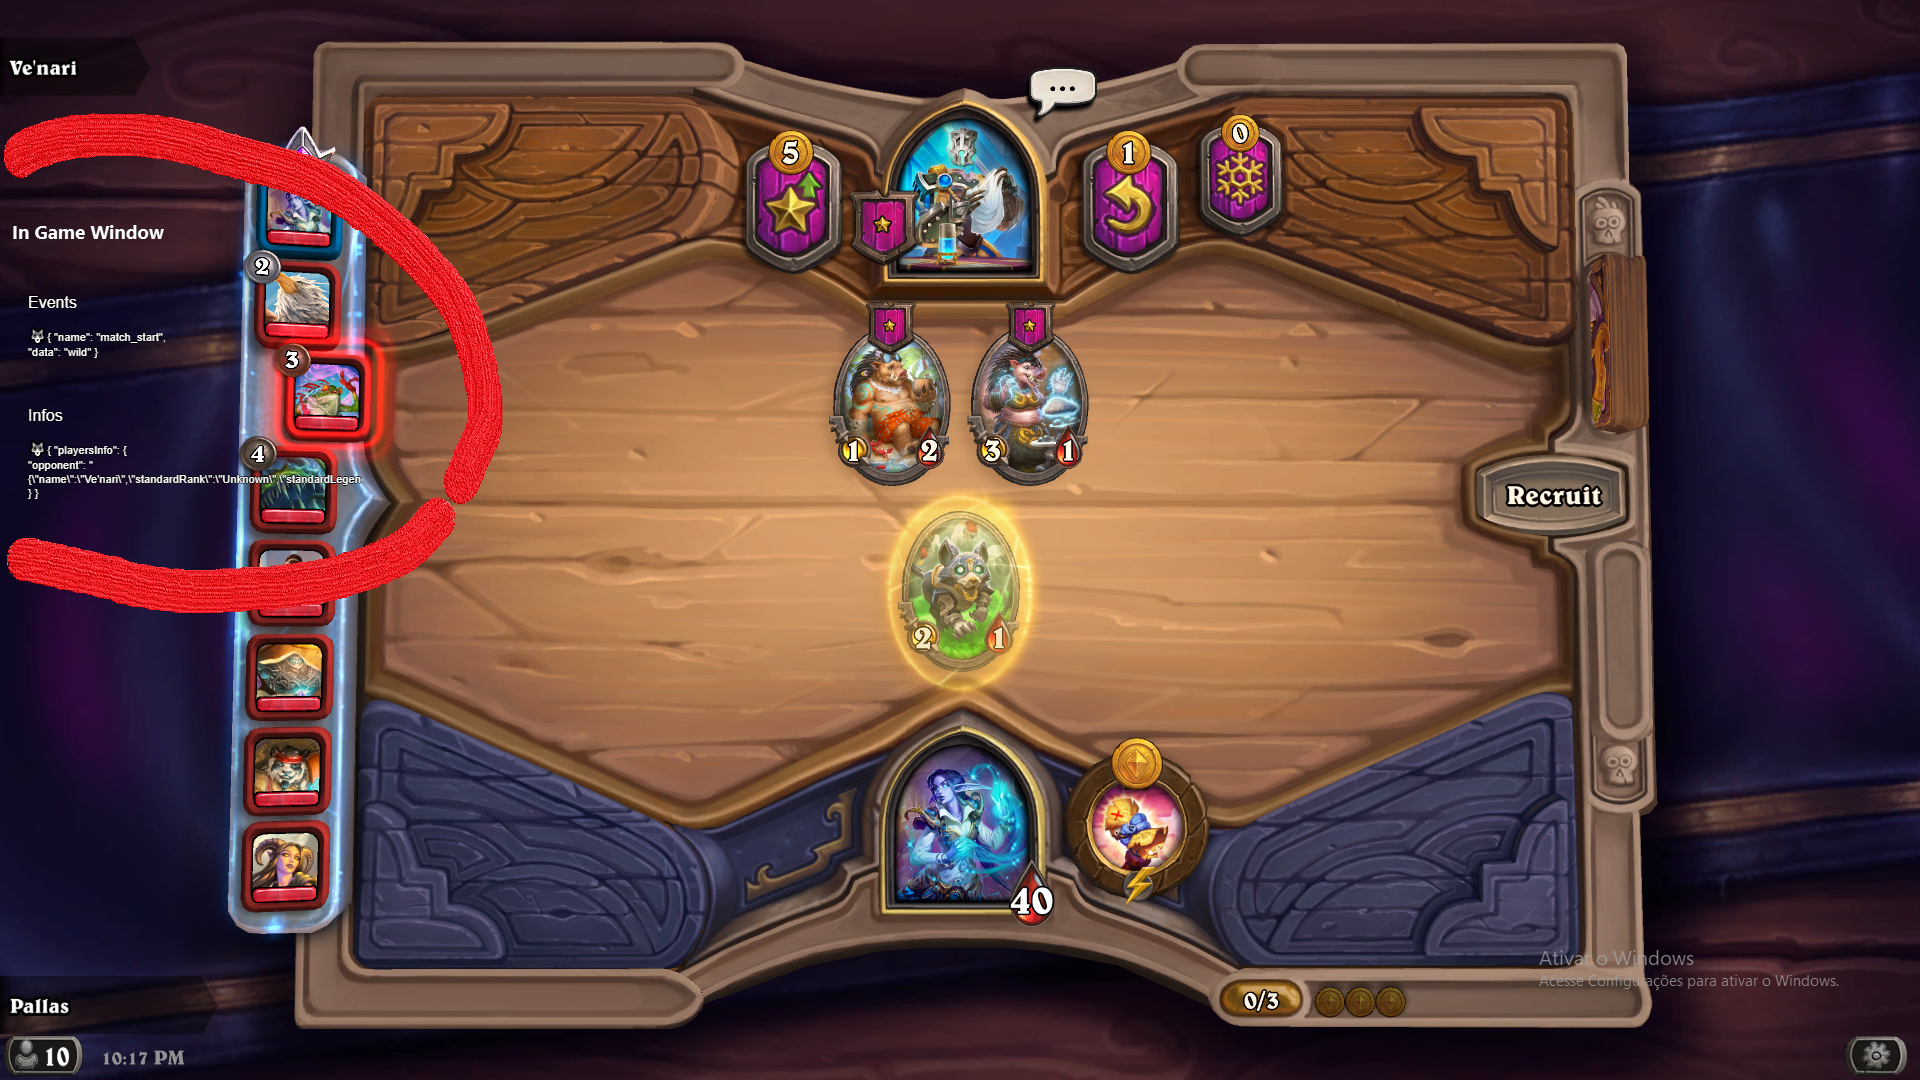 Ve'nari
In Game Window
Events
{ "name": "match_start",
"data": "wild" }
Infos
{ "playersInfo": {
"opponent": "
{\"name\":\"Ve'nari\",\"standardRank\":\"Unknown\",\"standardLegen
} }
2
3
4
5
1
0
1
2
3
1
Recruit
2
1
40
Ativar o Windows
Acesse Configurações para ativar o Windows.
0/3
Pallas
10
10:17 PM